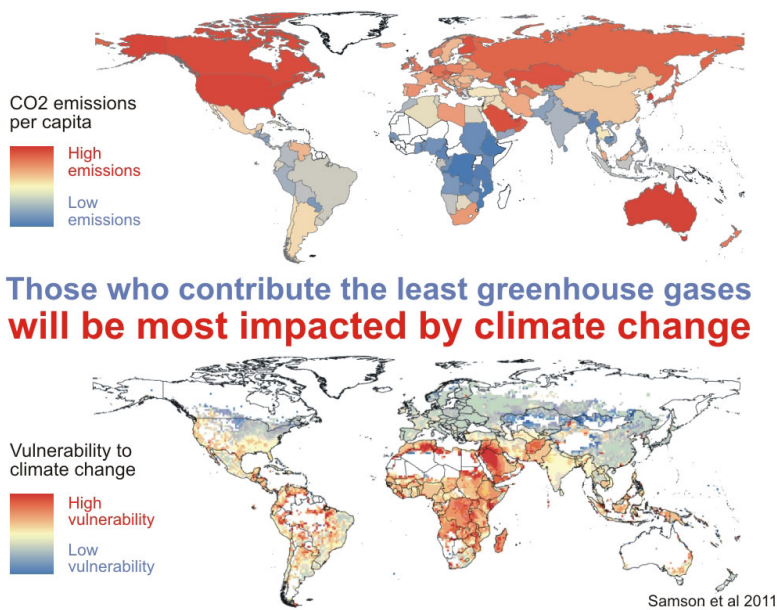 CO2 emissions
per capita
High
emissions
Low
emissions
Those who contribute the least greenhouse gases
will be most impacted by climate change
Vulnerability to
climate change
High
vulnerability
Low
vulnerability
Samson et al 2011